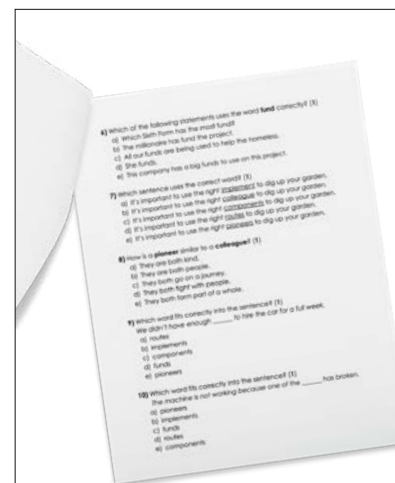 6) Which of the following statements uses the word fund correctly? (1)
a) Which Sixth Form has the most fund?
b) The millionaire has fund the project.
c) All our funds are being used to help the homeless.
d) She funds.
e) This company has a big funds to use on this project.
7) Which sentence uses the correct word? (1)
a) It's important to use the right implement to dig up your garden.
b) It's important to use the right colleague to dig up your garden.
c) It's important to use the right components to dig up your garden.
d) It's important to use the right routes to dig up your garden.
e) It's important to use the right pioneers to dig up your garden.
8) How is a pioneer similar to a colleague? (1)
a) They are both kind.
b) They are both people.
c) They both go on a journey.
d) They both fight with people.
e) They both form part of a whole.
9) Which word fits correctly into the sentence? (1)
We didn't have enough ______ to hire the car for a full week.
a) routes
b) implements
c) components
d) funds
e) pioneers
10) Which word fits correctly into the sentence? (1)
The machine is not working because one of the ______ has broken.
a) pioneers
b) implements
c) funds
d) routes
e) components